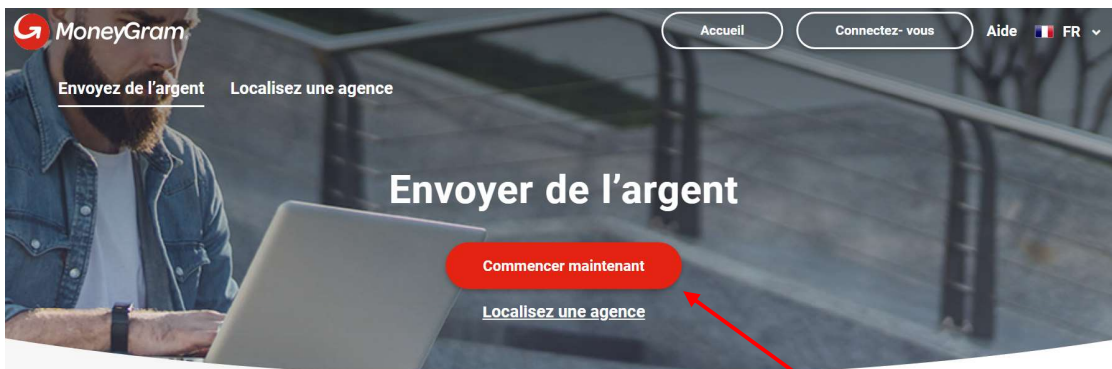 MoneyGram
Accueil
Connectez- vous
Aide
FR
Envoyez de l'argent
Localisez une agence
Envoyer de l'argent
Commencer maintenant
Localisez une agence